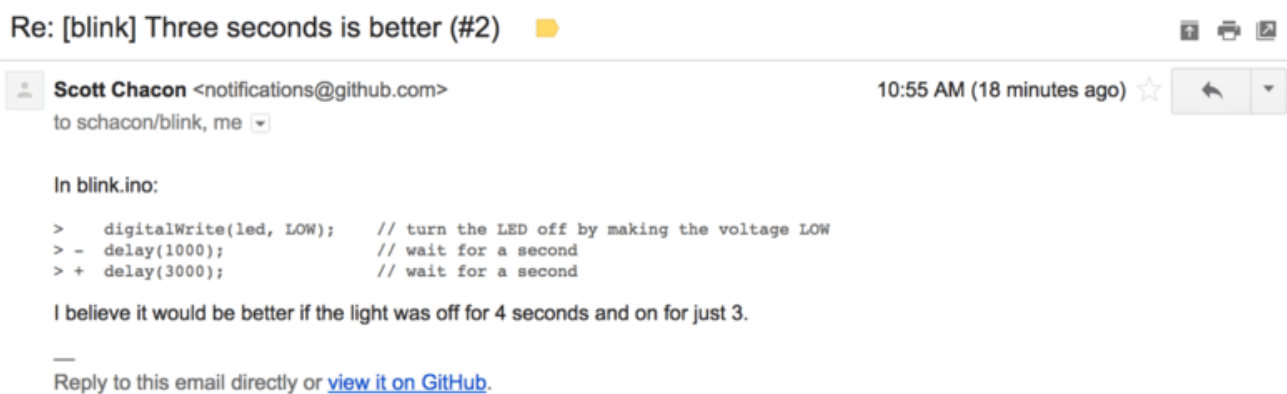 Re: [blink] Three seconds is better (#2)
Scott Chacon <notifications@github.com> 10:55 AM (18 minutes ago)
to schacon/blink, me
In blink.ino:
>    digitalWrite(led, LOW);    // turn the LED off by making the voltage LOW
> -  delay(1000);               // wait for a second
> +  delay(3000);               // wait for a second
I believe it would be better if the light was off for 4 seconds and on for just 3.
—
Reply to this email directly or view it on GitHub.